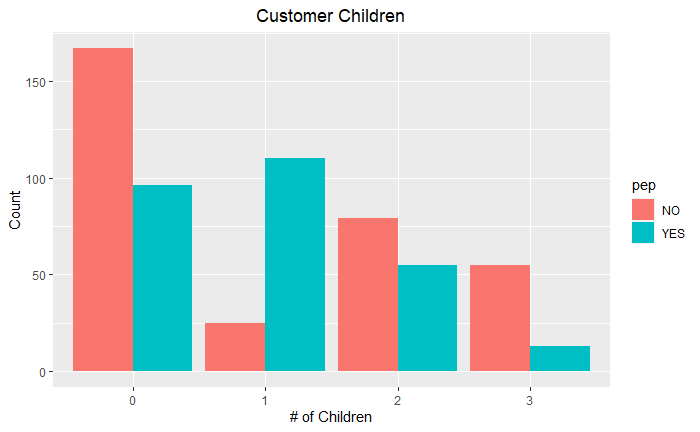 Customer Children
150
100
50
0
Count
0 1 2 3
# of Children
pep
NO
YES